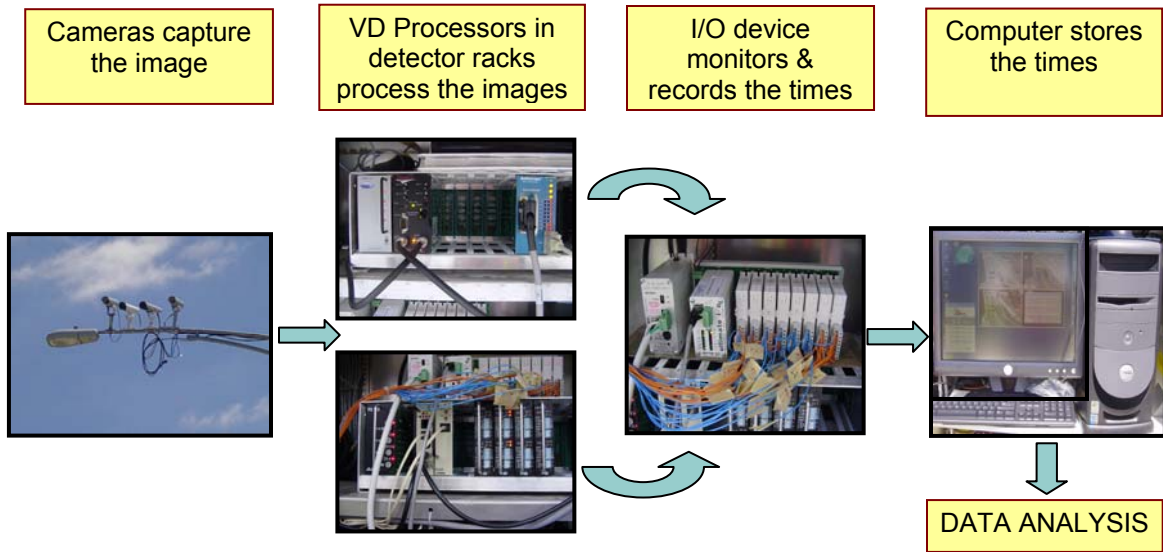 Cameras capture
the image
VD Processors in
detector racks
process the images
I/O device
monitors &
records the times
Computer stores
the times
DATA ANALYSIS